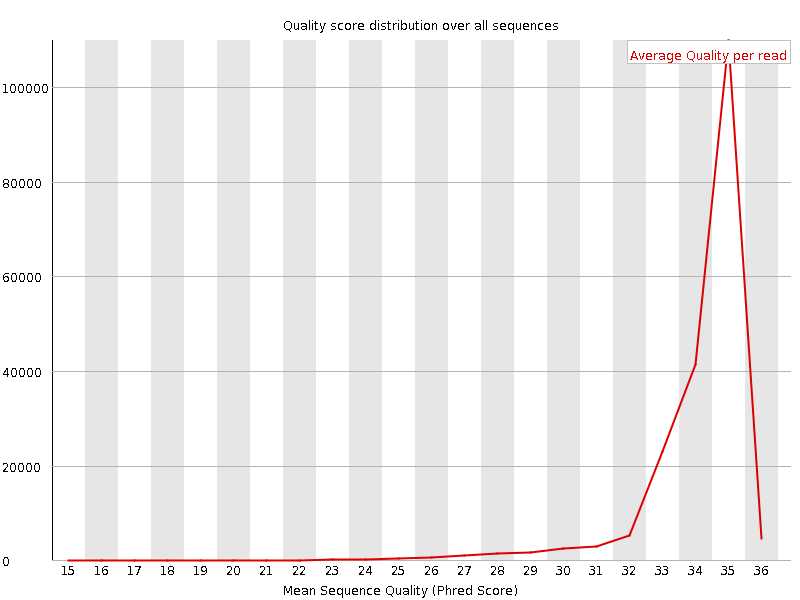 Quality score distribution over all sequences
Average Quality per read
100000
80000
60000
40000
20000
0
15 16 17 18 19 20 21 22 23 24 25 26 27 28 29 30 31 32 33 34 35 36
Mean Sequence Quality (Phred Score)